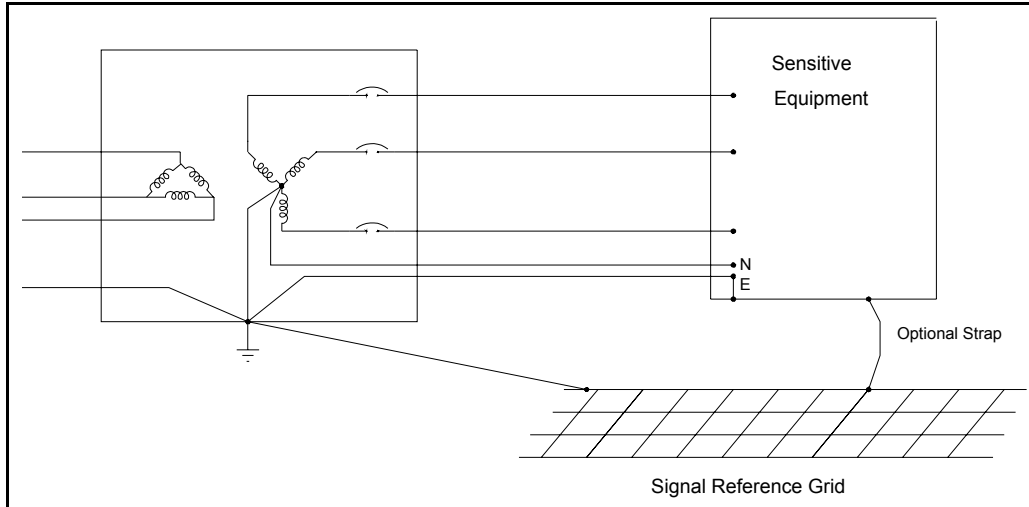 Sensitive
Equipment
N
E
Optional Strap
Signal Reference Grid